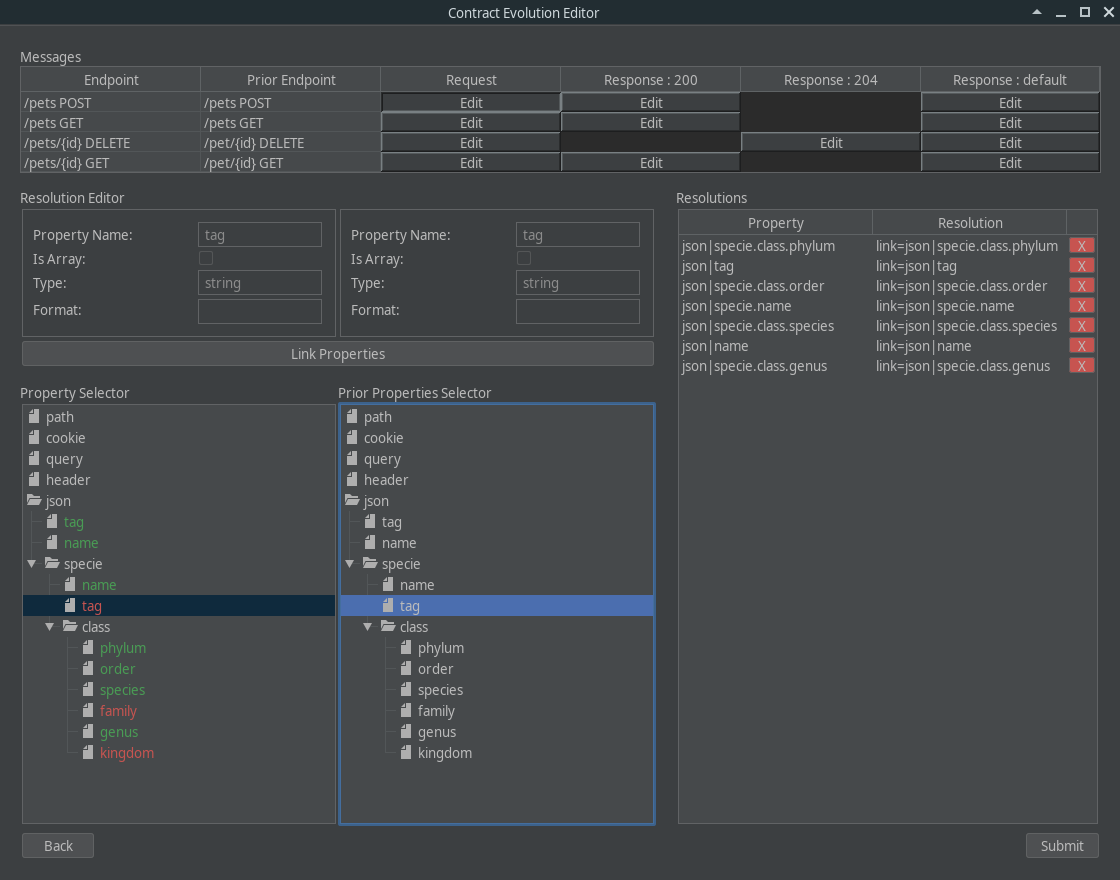 Contract Evolution Editor
Messages
Endpoint Prior Endpoint Request Response : 200 Response : 204 Response : default
/pets POST /pets POST Edit Edit Edit
/pets GET /pets GET Edit Edit Edit
/pets/{id} DELETE /pet/{id} DELETE Edit Edit Edit
/pets/{id} GET /pet/{id} GET Edit Edit Edit
Resolution Editor
Property Name: tag
Is Array:
Type: string
Format:
Property Name: tag
Is Array:
Type: string
Format:
Link Properties
Property Selector
path
cookie
query
header
json
tag
name
specie
name
tag
class
phylum
order
species
family
genus
kingdom
Prior Properties Selector
path
cookie
query
header
json
tag
name
specie
name
tag
class
phylum
order
species
family
genus
kingdom
Resolutions
Property Resolution
json|specie.class.phylum link=json|specie.class.phylum X
json|tag link=json|tag X
json|specie.class.order link=json|specie.class.order X
json|specie.name link=json|specie.name X
json|specie.class.species link=json|specie.class.species X
json|name link=json|name X
json|specie.class.genus link=json|specie.class.genus X
Back Submit